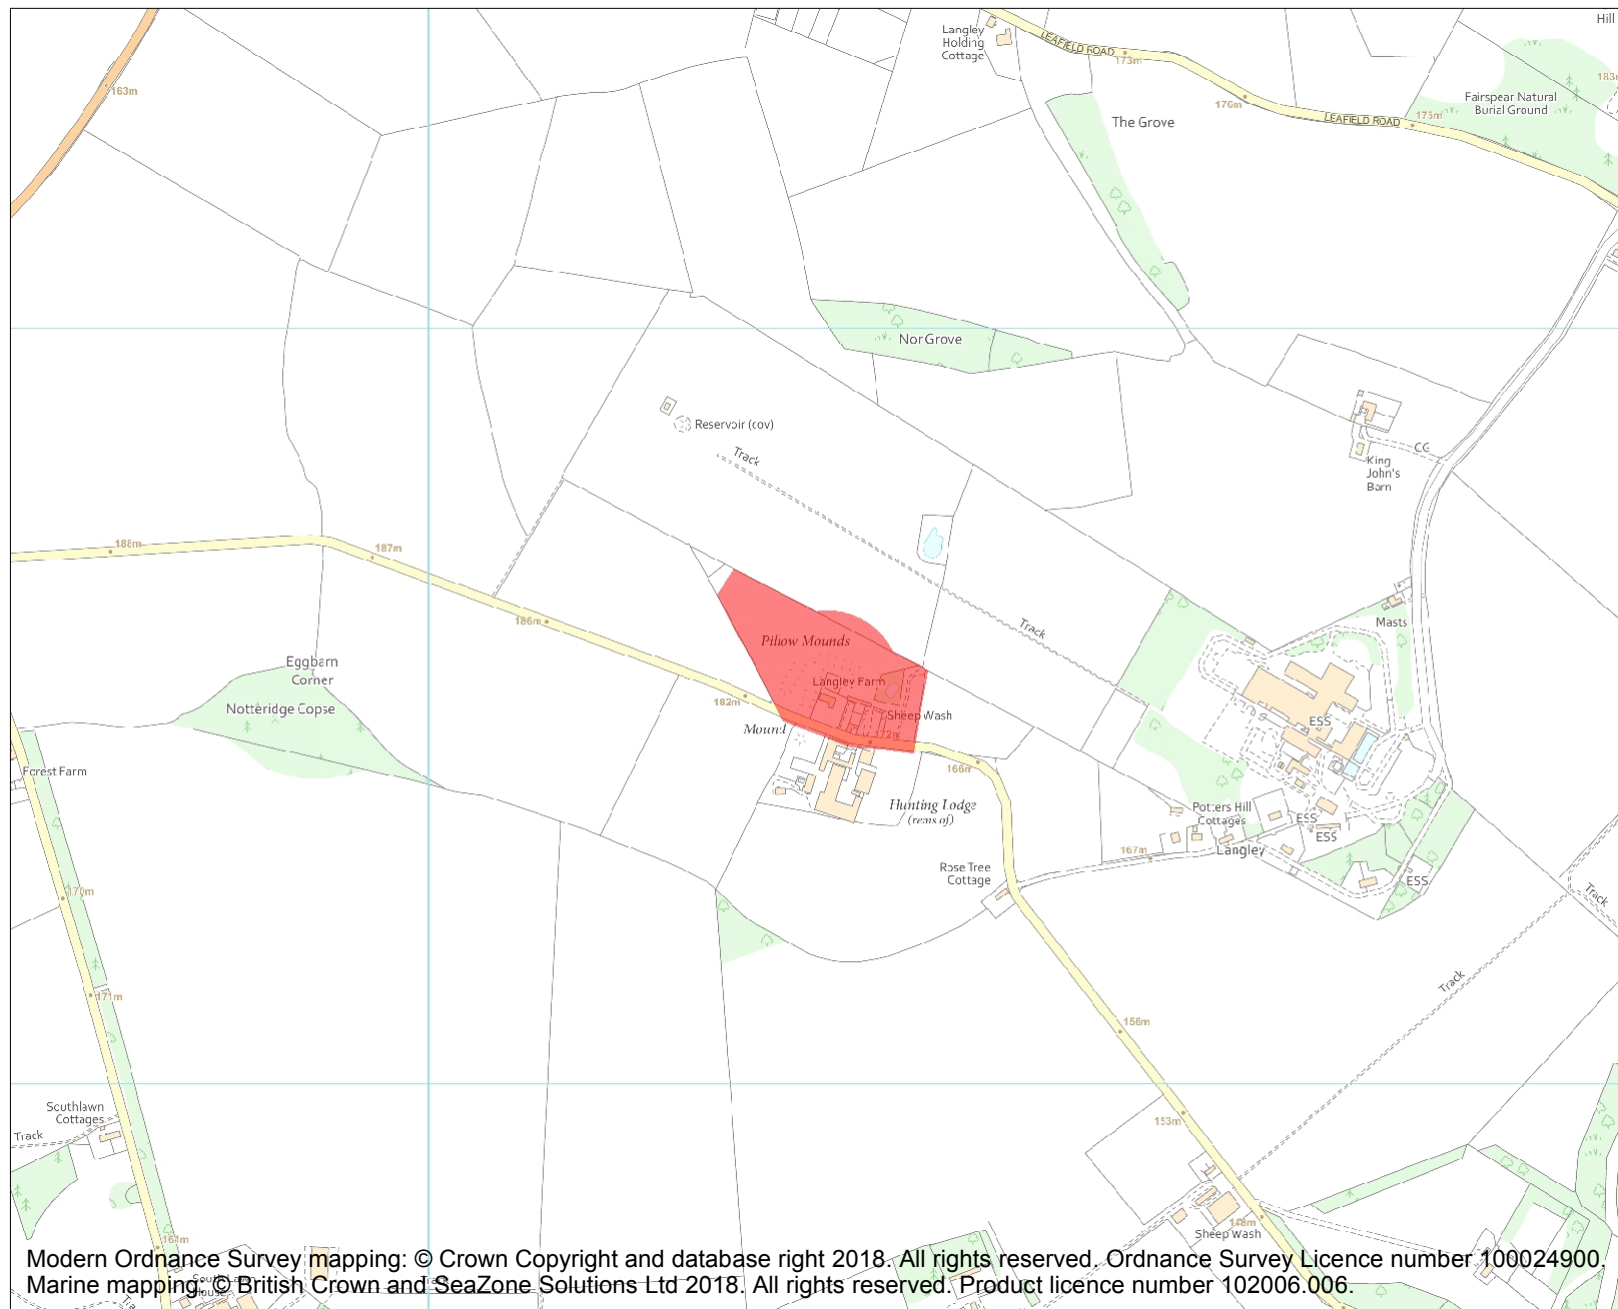 Hill
Langley
Holding
Cottage
LEAFIELD ROAD
173m
163m
176m
LEAFIELD ROAD
175m
Fairspear Natural
Burial Ground
The Grove
Nor Grove
Reservoir (cov)
Track
CG
King
John's
Barn
188m
187m
186m
Track
Masts
Pillow Mounds
Eggbarn
Corner
Notteridge Copse
Langley Farm
182m
Sheep Wash
Mound
172m
ESS
166m
Forest Farm
Hunting Lodge
(rems of)
Potters Hill
Cottages
ESS
ESS
Langley
167m
Rose Tree
Cottage
ESS
170m
Track
Track
171m
156m
Southlawn
Cottages
Track
153m
148m
Sheep Wash
161m
Modern Ordnance Survey mapping: © Crown Copyright and database right 2018. All rights reserved. Ordnance Survey Licence number 100024900.
Marine mapping: © British Crown and SeaZone Solutions Ltd 2018. All rights reserved. Product licence number 102006.006.